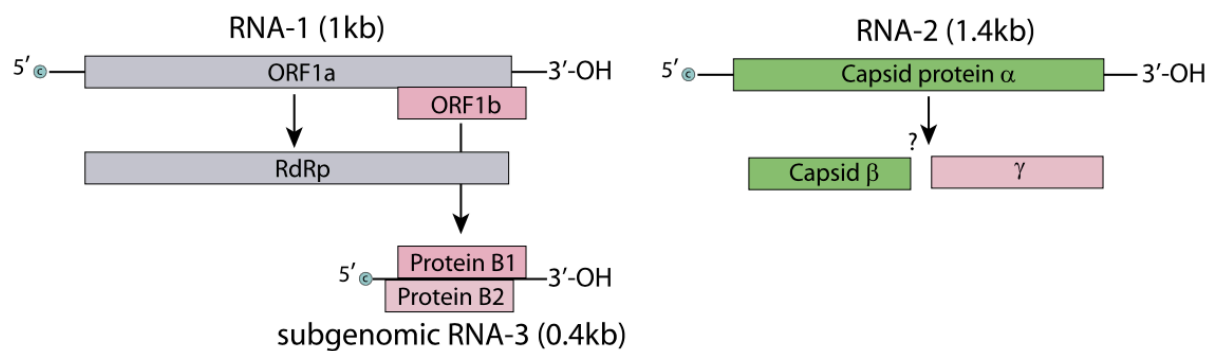 RNA-1 (1kb)
5′ c ORF1a 3′-OH
ORF1b
RdRp
5′ c Protein B1 3′-OH
Protein B2
subgenomic RNA-3 (0.4kb)
RNA-2 (1.4kb)
5′ c Capsid protein α 3′-OH
?
Capsid β γ